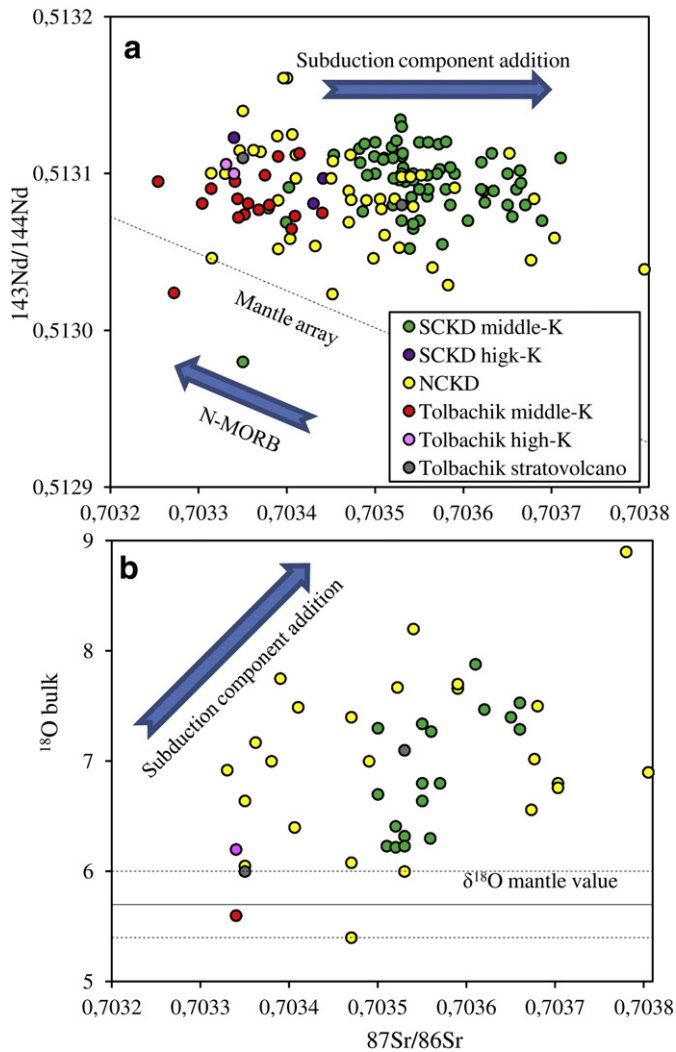 0,5132
a
Subduction component addition
0,5131
143Nd/144Nd
Mantle array
0,5130
SCKD middle-K
SCKD higk-K
NCKD
Tolbachik middle-K
Tolbachik high-K
Tolbachik stratovolcano
N-MORB
0,5129
0,7032 0,7033 0,7034 0,7035 0,7036 0,7037 0,7038
9
b
Subduction component addition
8
¹⁸O bulk
7
6
δ¹⁸O mantle value
5
0,7032 0,7033 0,7034 0,7035 0,7036 0,7037 0,7038
87Sr/86Sr